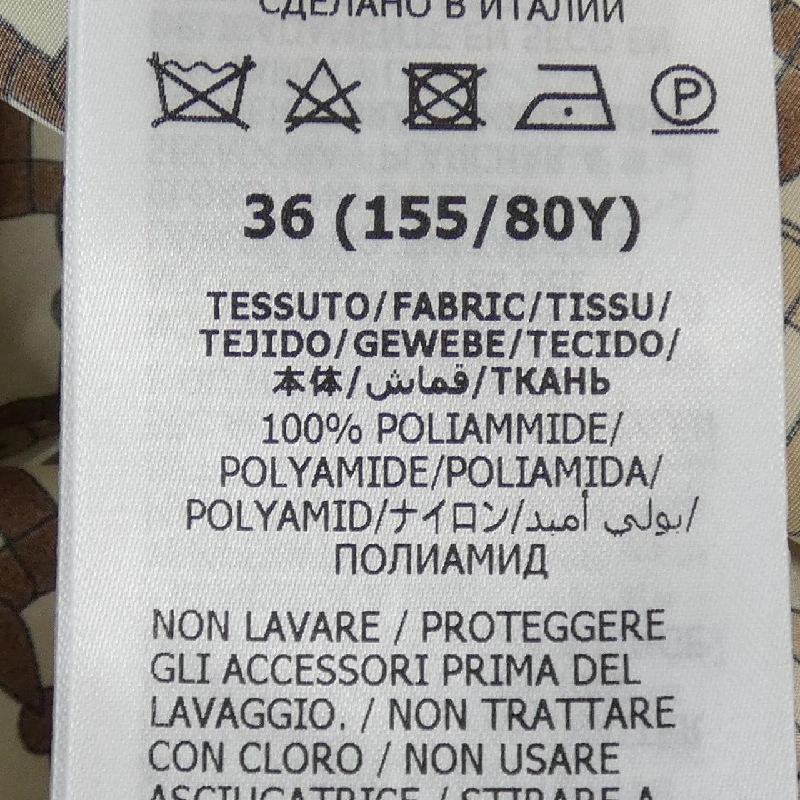 СДЕЛАНО В ИТАЛИИ
P
36 (155/80Y)
TESSUTO/FABRIC/TISSU/
TEJIDO/GEWEBE/TECIDO/
本体/قماش/ТКАНЬ
100% POLIAMMIDE/
POLYAMIDE/POLIAMIDA/
POLYAMID/ナイロン/بولي أميد/
ПОЛИАМИД
NON LAVARE / PROTEGGERE
GLI ACCESSORI PRIMA DEL
LAVAGGIO. / NON TRATTARE
CON CLORO / NON USARE
ASCIUGATRICE / STIRARE A